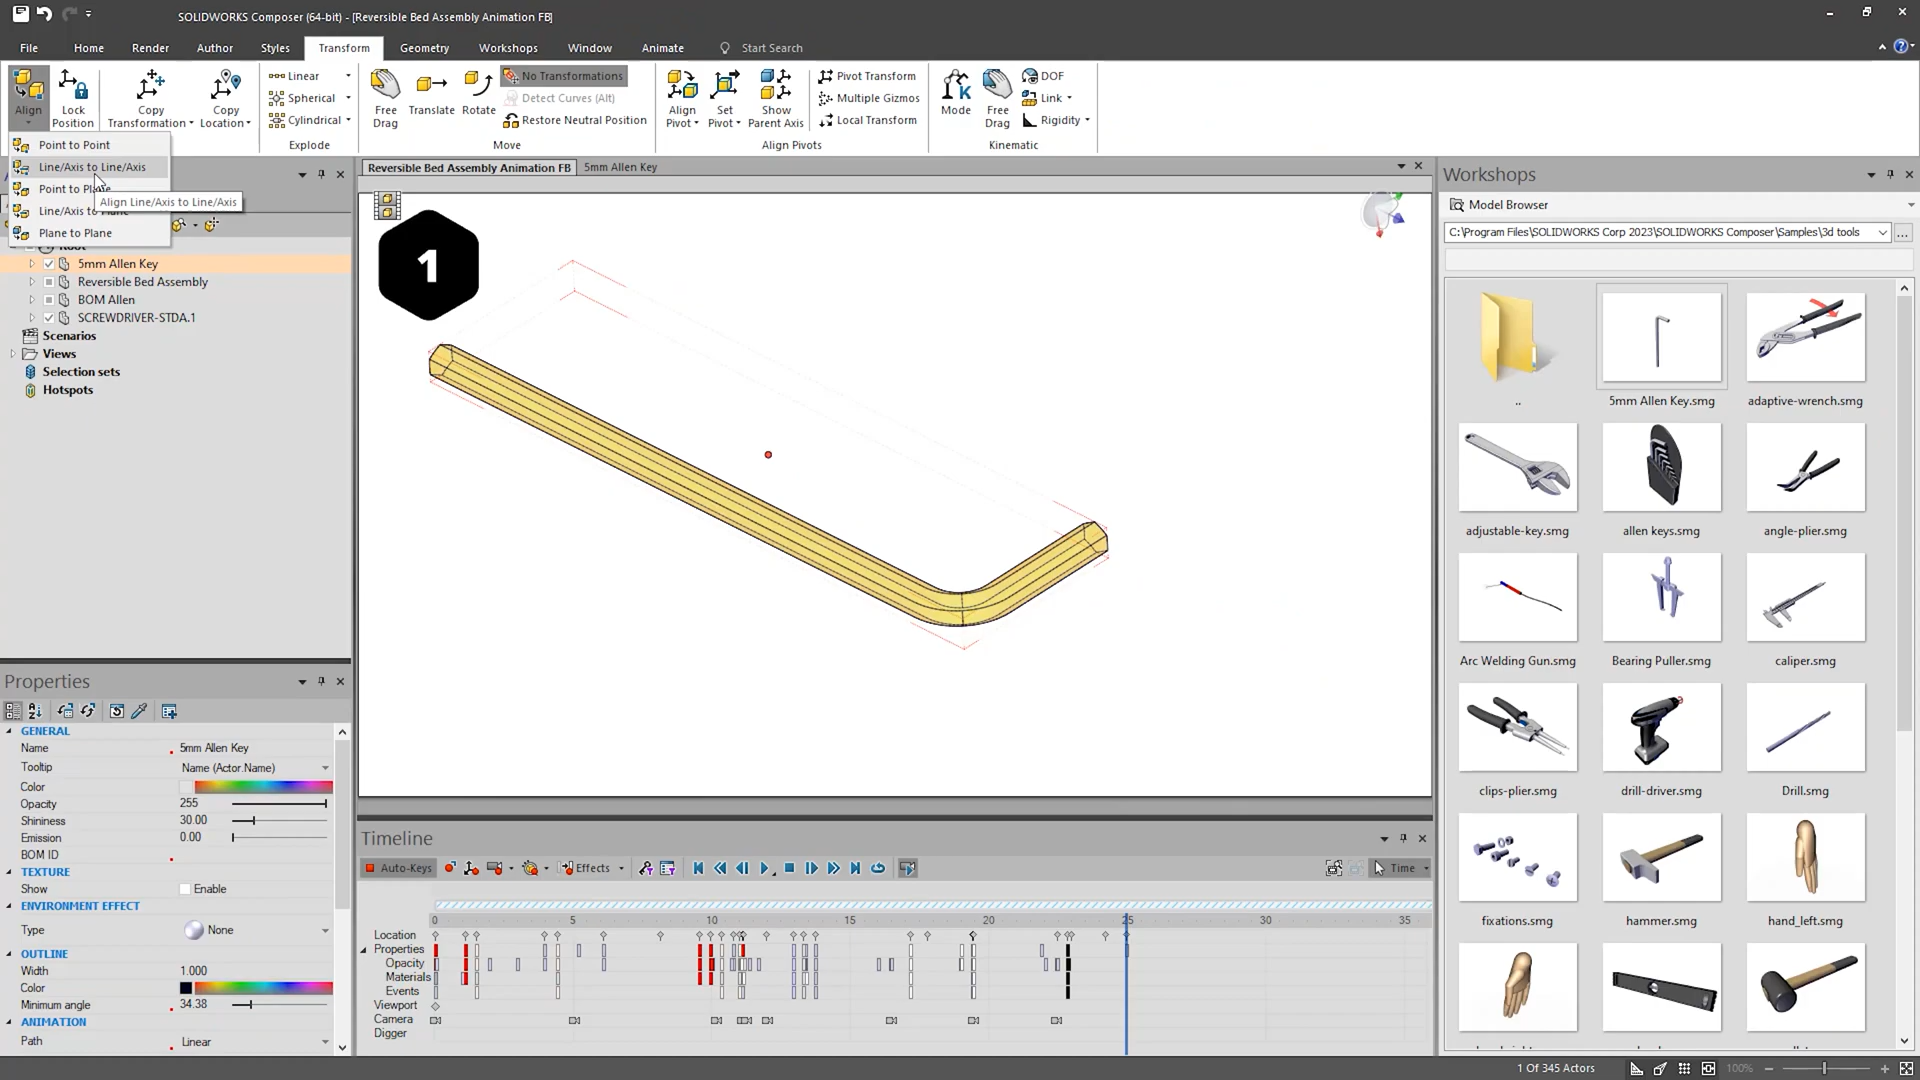 SOLIDWORKS Composer (64-bit) - [Reversible Bed Assembly Animation FB]
File Home Render Author Styles Transform Geometry Workshops Window Animate Start Search
Align
Lock Position
Copy Transformation
Copy Location
Linear
Spherical
Cylindrical
Explode
Free Drag
Translate
Rotate
No Transformations
Detect Curves (Alt)
Restore Neutral Position
Move
Align Pivot
Set Pivot
Show Parent Axis
Pivot Transform
Multiple Gizmos
Local Transform
Align Pivots
Mode
Free Drag
DOF
Link
Rigidity
Kinematic
Point to Point
Line/Axis to Line/Axis
Point to Plane
Align Line/Axis to Line/Axis
Line/Axis to Plane
Plane to Plane
Root
5mm Allen Key
Reversible Bed Assembly
BOM Allen
SCREWDRIVER-STDA.1
Scenarios
Views
Selection sets
Hotspots
Properties
GENERAL
Name 5mm Allen Key
Tooltip Name (Actor.Name)
Color
Opacity 255
Shininess 30.00
Emission 0.00
BOM ID
TEXTURE
Show Enable
ENVIRONMENT EFFECT
Type None
OUTLINE
Width 1.000
Color
Minimum angle 34.38
ANIMATION
Path Linear
Reversible Bed Assembly Animation FB 5mm Allen Key
1
Timeline
Auto-Keys Effects Time
0 5 10 15 20 25 30 35
Location
Properties
Opacity
Materials
Events
Viewport
Camera
Digger
Workshops
Model Browser
C:\Program Files\SOLIDWORKS Corp 2023\SOLIDWORKS Composer\Samples\3d tools
...
.. 5mm Allen Key.smg adaptive-wrench.smg
adjustable-key.smg allen keys.smg angle-plier.smg
Arc Welding Gun.smg Bearing Puller.smg caliper.smg
clips-plier.smg drill-driver.smg Drill.smg
fixations.smg hammer.smg hand_left.smg
1 Of 345 Actors 100%